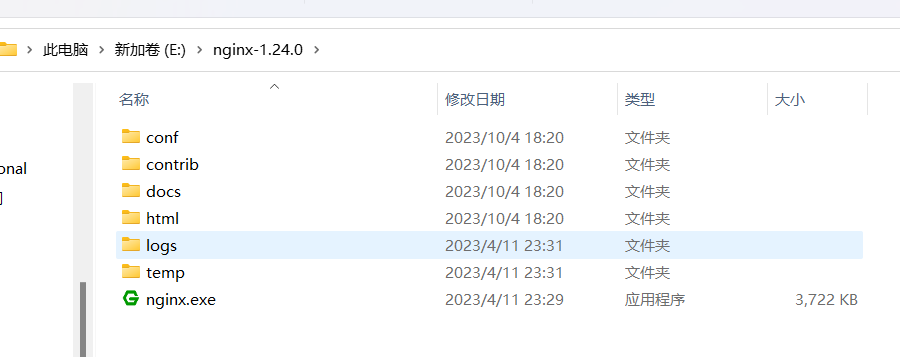 此电脑 > 新加卷 (E:) > nginx-1.24.0 >
名称 修改日期 类型 大小
conf 2023/10/4 18:20 文件夹
contrib 2023/10/4 18:20 文件夹
onal
docs 2023/10/4 18:20 文件夹
html 2023/10/4 18:20 文件夹
logs 2023/4/11 23:31 文件夹
temp 2023/4/11 23:31 文件夹
nginx.exe 2023/4/11 23:29 应用程序 3,722 KB